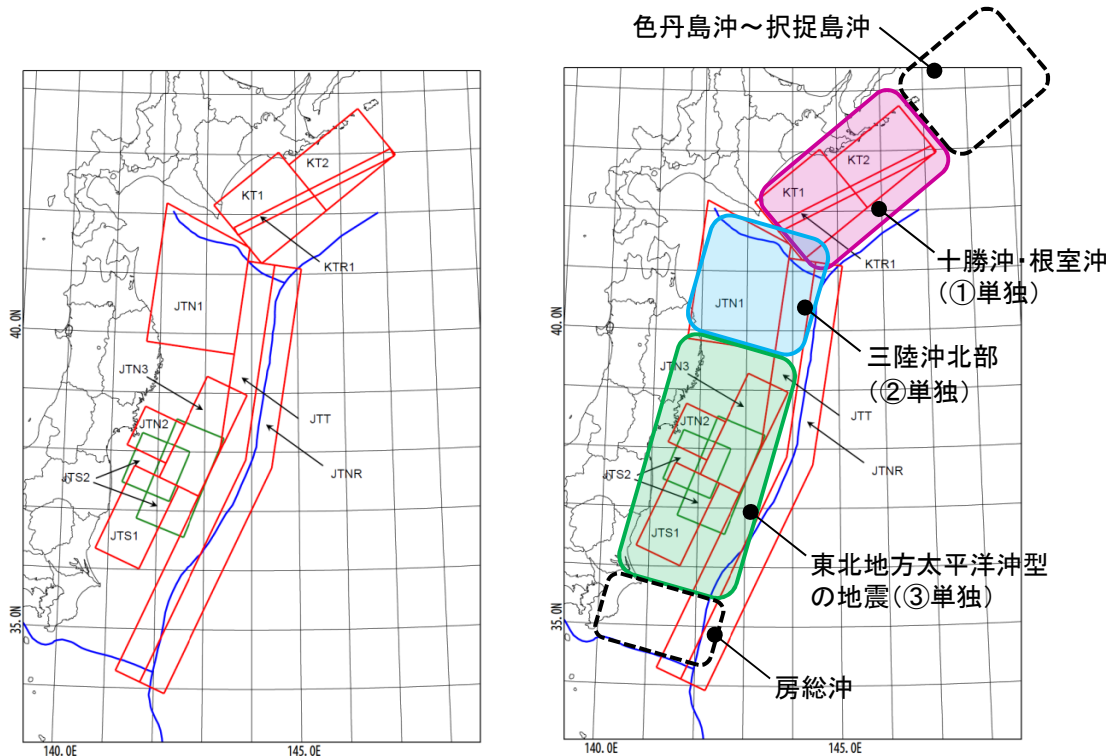 KT2
KT1
KTR1
JTN1
JTN3
JTN2
JTT
JTNR
JTS2
JTS1
40.0N
35.0N
140.0E
145.0E
色丹島沖～択捉島沖
KT2
KT1
KTR1
十勝沖・根室沖
(①単独)
JTN1
三陸沖北部
(②単独)
JTN3
JTT
JTN2
JTNR
JTS2
JTS1
東北地方太平洋沖型
の地震(③単独)
房総沖
40.0N
35.0N
140.0E
145.0E